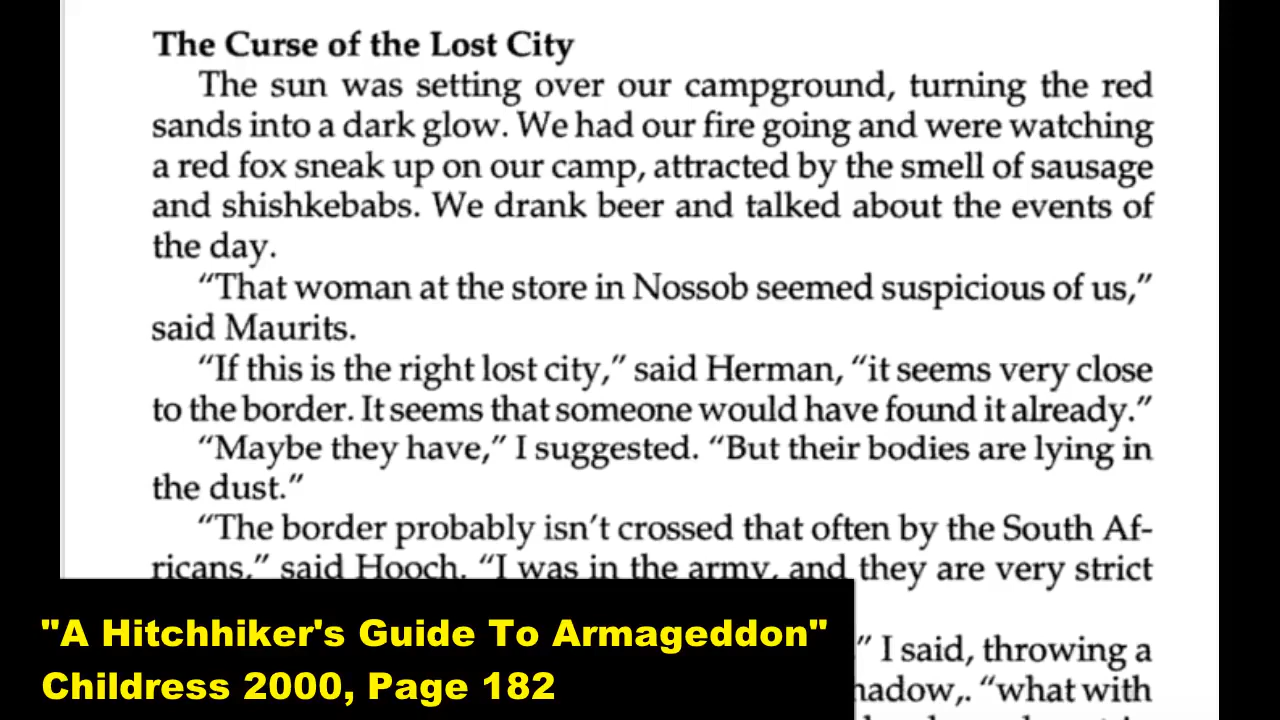 The Curse of the Lost City
The sun was setting over our campground, turning the red
sands into a dark glow. We had our fire going and were watching
a red fox sneak up on our camp, attracted by the smell of sausage
and shishkebabs. We drank beer and talked about the events of
the day.
“That woman at the store in Nossob seemed suspicious of us,”
said Maurits.
“If this is the right lost city,” said Herman, “it seems very close
to the border. It seems that someone would have found it already.”
“Maybe they have,” I suggested. “But their bodies are lying in
the dust.”
“The border probably isn’t crossed that often by the South Af-
ricans,” said Hooch. “I was in the army, and they are very strict
” I said, throwing a
“what with
"A Hitchhiker's Guide To Armageddon"
Childress 2000, Page 182